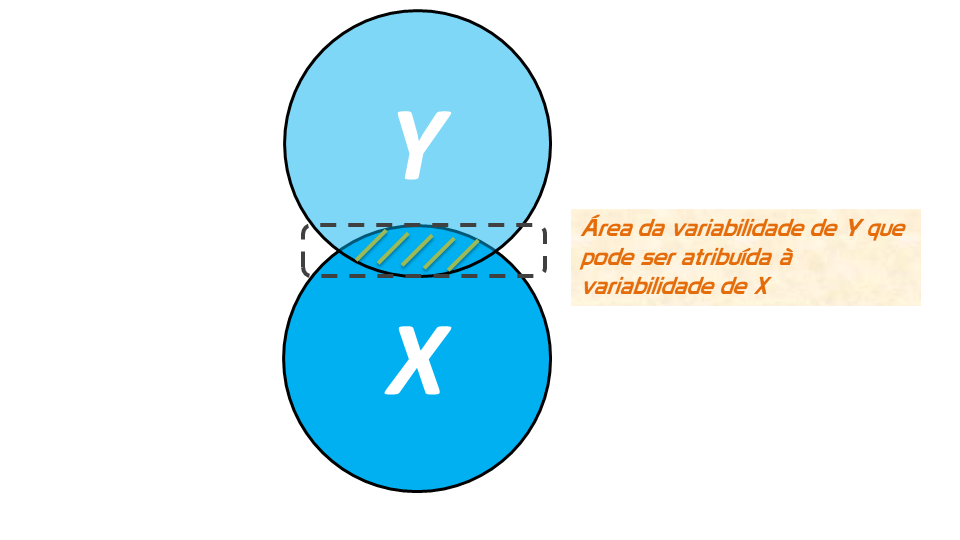 Y
Área da variabilidade de Y que
pode ser atribuída à
variabilidade de X
X